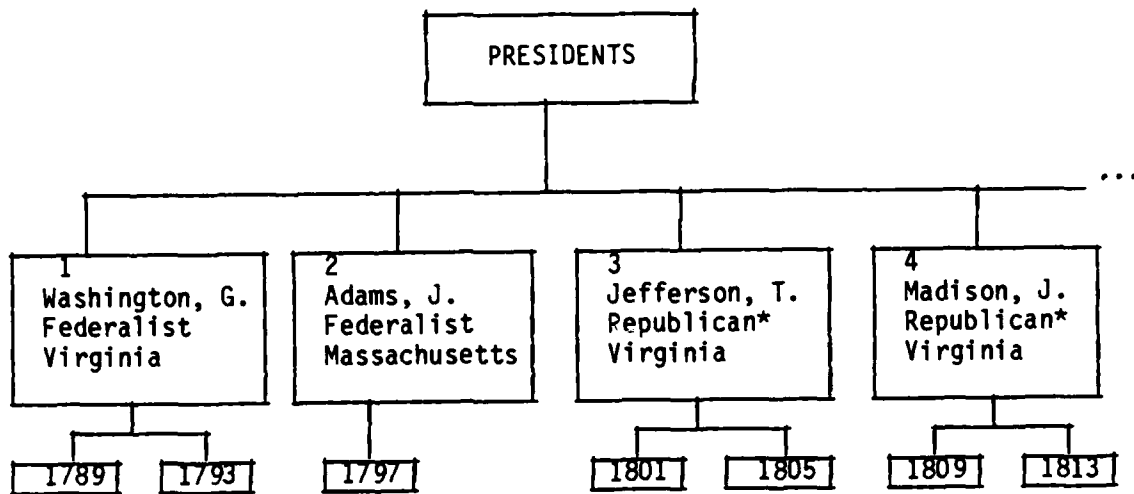 PRESIDENTS
...
1
Washington, G.
Federalist
Virginia
2
Adams, J.
Federalist
Massachusetts
3
Jefferson, T.
Republican*
Virginia
4
Madison, J.
Republican*
Virginia
1789
1793
1797
1801
1805
1809
1813